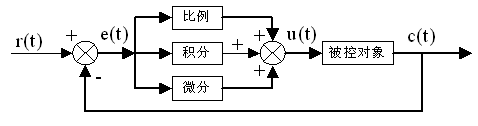 比例
r(t)
+
e(t)
积分
+
+
+
u(t)
被控对象
c(t)
-
微分